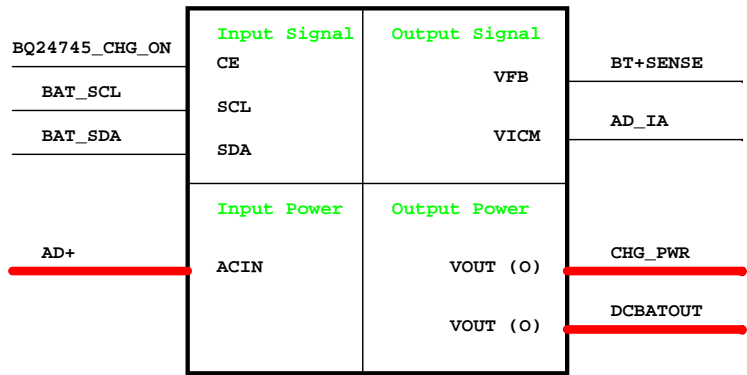 Input Signal Output Signal
BQ24745_CHG_ON CE
VFB BT+SENSE
BAT_SCL SCL
VICM AD_IA
BAT_SDA SDA
Input Power Output Power
AD+ ACIN VOUT (O) CHG_PWR
VOUT (O) DCBATOUT